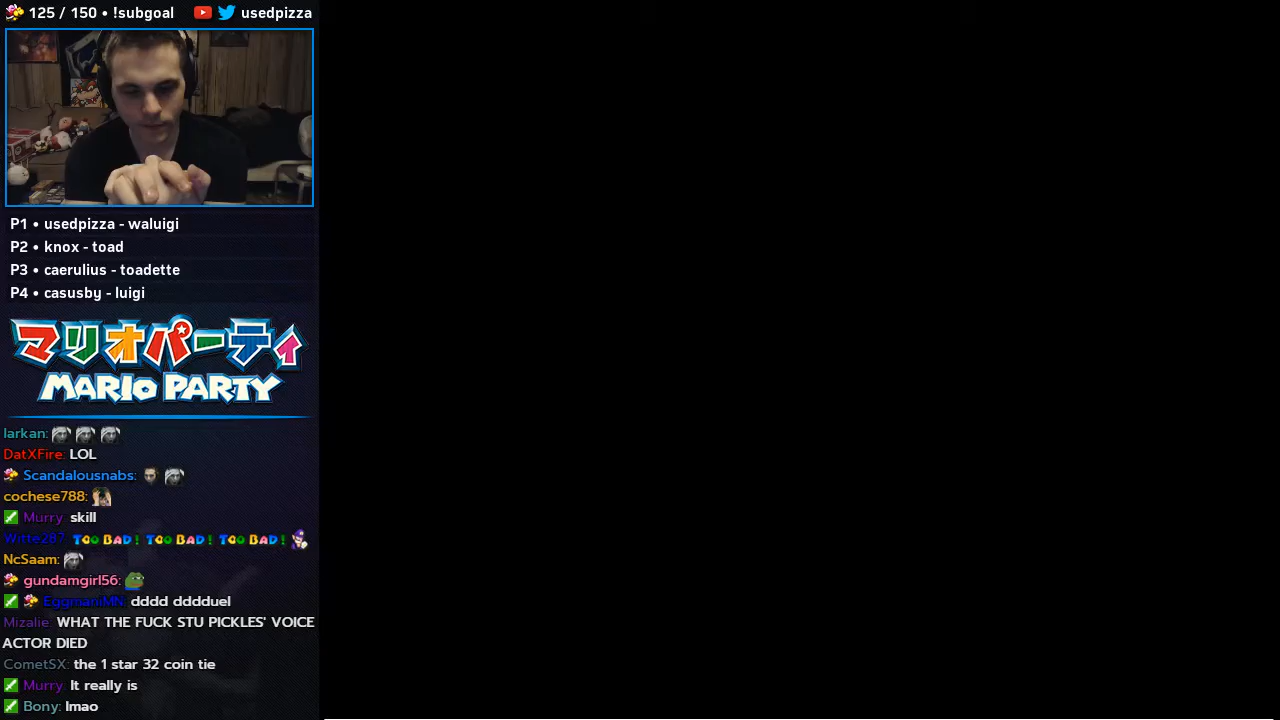 125 / 150 • !subgoal usedpizza
P1 • usedpizza - waluigi
P2 • knox - toad
P3 • caerulius - toadette
P4 • casusby - luigi
マリオパーティ
MARIO PARTY
larkan:
DatXFire: LOL
Scandalousnabs:
cochese788:
Murry: skill
Witte287: TOO BAD! TOO BAD! TOO BAD!
NcSaam:
gundamgirl56:
EggmaniMN: dddd dddduel
Mizalie: WHAT THE FUCK STU PICKLES' VOICE
ACTOR DIED
CometSX: the 1 star 32 coin tie
Murry: It really is
Bony: lmao